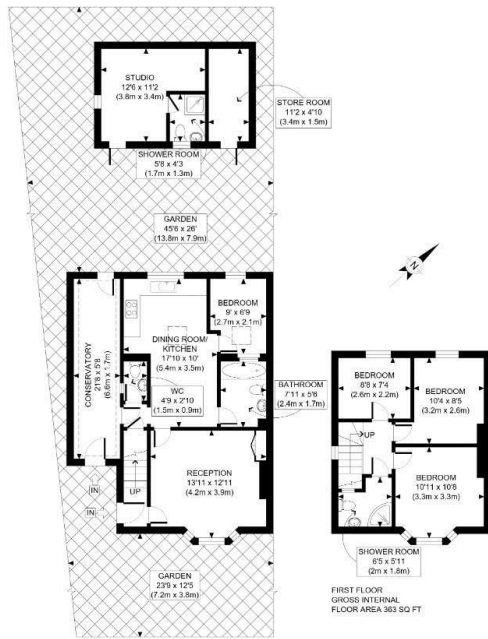 STUDIO
12'6 x 11'2
(3.8m x 3.4m)
STORE ROOM
11'2 x 4'10
(3.4m x 1.5m)
SHOWER ROOM
5'8 x 4'3
(1.7m x 1.3m)
GARDEN
45'6 x 26'
(13.8m x 7.9m)
N
CONSERVATORY
21'8 x 5'8
(6.6m x 1.7m)
DINING ROOM/
KITCHEN
17'10 x 10'
(5.4m x 3.5m)
BEDROOM
9' x 6'9
(2.7m x 2.1m)
WC
4'9 x 2'10
(1.5m x 0.9m)
BATHROOM
7'11 x 5'6
(2.4m x 1.7m)
RECEPTION
13'11 x 12'11
(4.2m x 3.9m)
UP
IN
IN
GARDEN
23'9 x 12'5
(7.2m x 3.8m)
BEDROOM
8'8 x 7'4
(2.6m x 2.2m)
BEDROOM
10'4 x 8'5
(3.2m x 2.6m)
UP
BEDROOM
10'11 x 10'8
(3.3m x 3.3m)
SHOWER ROOM
6'5 x 5'11
(2m x 1.8m)
FIRST FLOOR
GROSS INTERNAL
FLOOR AREA 363 SQ FT